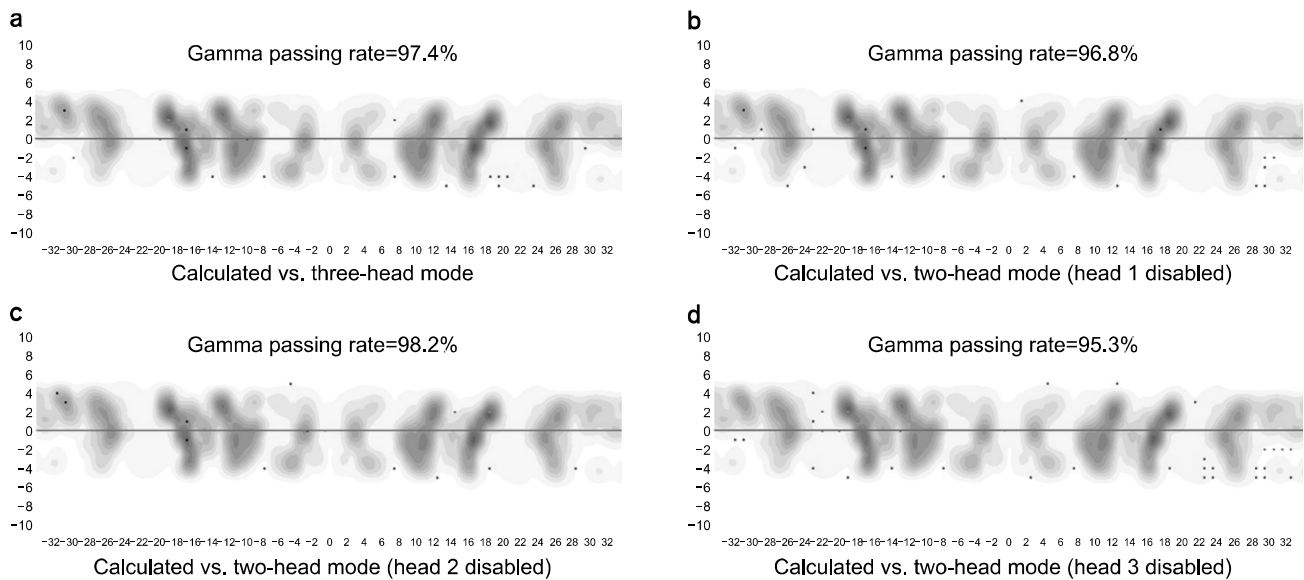 a
Gamma passing rate=97.4%
10
8
6
4
2
0
−2
−4
−6
−8
−10
−32−30−28−26−24−22−20−18−16−14−12−10−8 −6 −4 −2 0 2 4 6 8 10 12 14 16 18 20 22 24 26 28 30 32
Calculated vs. three-head mode
b
Gamma passing rate=96.8%
10
8
6
4
2
0
−2
−4
−6
−8
−10
−32−30−28−26−24−22−20−18−16−14−12−10−8 −6 −4 −2 0 2 4 6 8 10 12 14 16 18 20 22 24 26 28 30 32
Calculated vs. two-head mode (head 1 disabled)
c
Gamma passing rate=98.2%
10
8
6
4
2
0
−2
−4
−6
−8
−10
−32−30−28−26−24−22−20−18−16−14−12−10−8 −6 −4 −2 0 2 4 6 8 10 12 14 16 18 20 22 24 26 28 30 32
Calculated vs. two-head mode (head 2 disabled)
d
Gamma passing rate=95.3%
10
8
6
4
2
0
−2
−4
−6
−8
−10
−32−30−28−26−24−22−20−18−16−14−12−10−8 −6 −4 −2 0 2 4 6 8 10 12 14 16 18 20 22 24 26 28 30 32
Calculated vs. two-head mode (head 3 disabled)